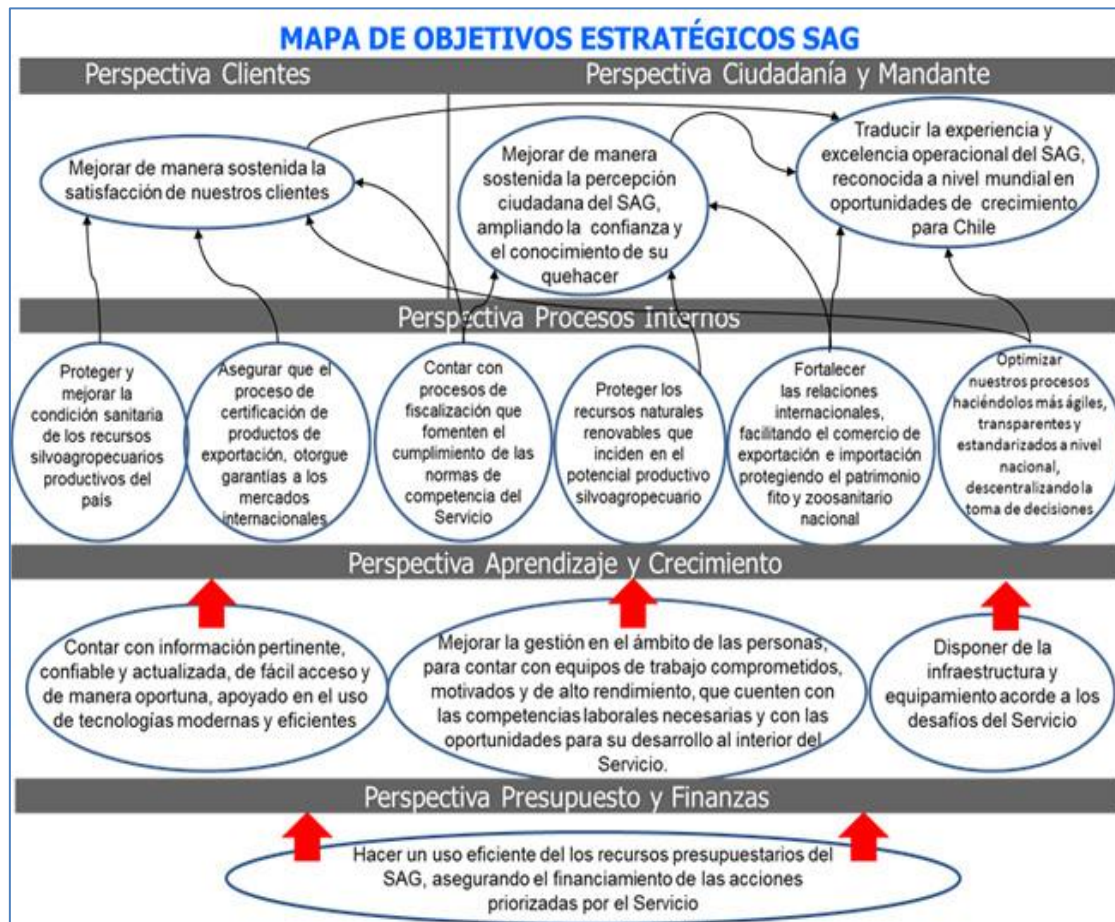 MAPA DE OBJETIVOS ESTRATÉGICOS SAG
Perspectiva Clientes
Perspectiva Ciudadanía y Mandante
Mejorar de manera sostenida la
satisfacción de nuestros clientes
Mejorar de manera
sostenida la percepción
ciudadana del SAG,
ampliando la confianza y
el conocimiento de su
quehacer
Traducir la experiencia y
excelencia operacional del SAG,
reconocida a nivel mundial en
oportunidades de crecimiento
para Chile
Perspectiva Procesos Internos
Proteger y
mejorar la
condición sanitaria
de los recursos
silvoagropecuarios
productivos del
país
Asegurar que el
proceso de
certificación de
productos de
exportación, otorgue
garantías a los
mercados
internacionales
Contar con
procesos de
fiscalización que
fomenten el
cumplimiento de las
normas de
competencia del
Servicio
Proteger los
recursos naturales
renovables que
inciden en el
potencial productivo
silvoagropecuario
Fortalecer
las relaciones
internacionales,
facilitando el comercio de
exportación e importación
protegiendo el patrimonio
fito y zoosanitario
nacional
Optimizar
nuestros procesos
haciéndolos más ágiles,
transparentes y
estandarizados a nivel
nacional,
descentralizando la
toma de decisiones
Perspectiva Aprendizaje y Crecimiento
Contar con información pertinente,
confiable y actualizada, de fácil acceso y
de manera oportuna, apoyado en el uso
de tecnologías modernas y eficientes
Mejorar la gestión en el ámbito de las personas,
para contar con equipos de trabajo comprometidos,
motivados y de alto rendimiento, que cuenten con
las competencias laborales necesarias y con las
oportunidades para su desarrollo al interior del
Servicio.
Disponer de la
infraestructura y
equipamiento acorde a los
desafíos del Servicio
Perspectiva Presupuesto y Finanzas
Hacer un uso eficiente del los recursos presupuestarios del
SAG, asegurando el financiamiento de las acciones
priorizadas por el Servicio